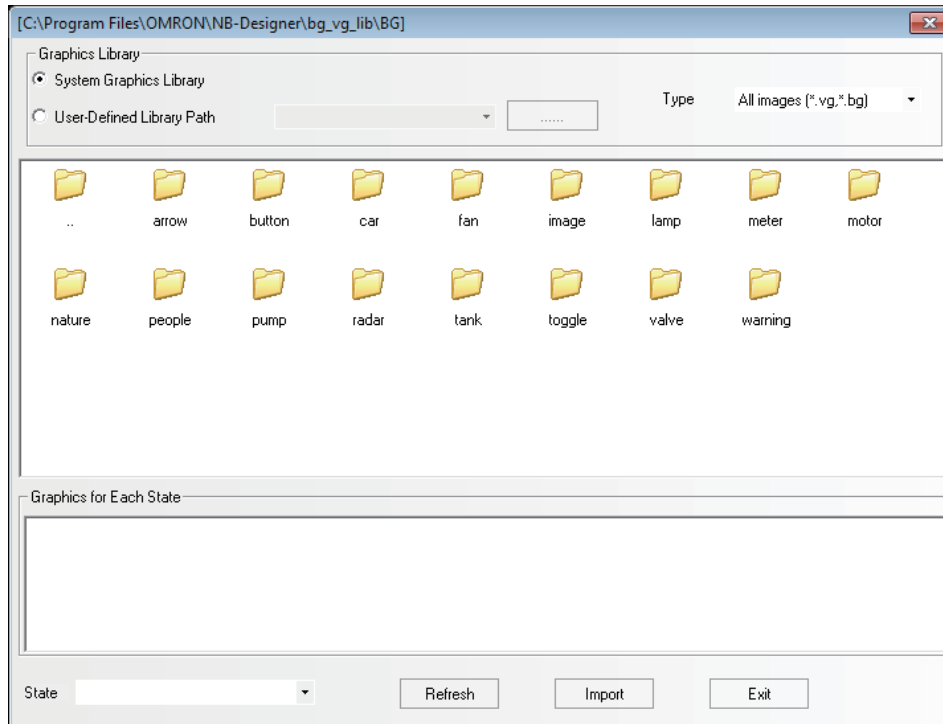 [C:\Program Files\OMRON\NB-Designer\bg_vg_lib\BG]
Graphics Library
System Graphics Library
User-Defined Library Path
......
Type
All images (*.vg,*.bg)
.. arrow button car fan image lamp meter motor
nature people pump radar tank toggle valve warning
Graphics for Each State
State
Refresh
Import
Exit